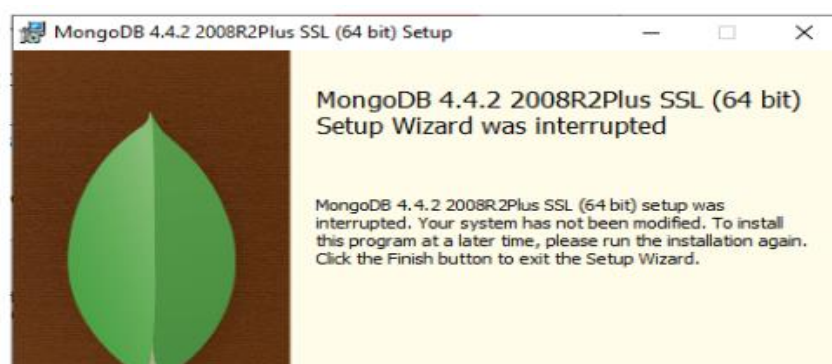 MongoDB 4.4.2 2008R2Plus SSL (64 bit) Setup
MongoDB 4.4.2 2008R2Plus SSL (64 bit)
Setup Wizard was interrupted
MongoDB 4.4.2 2008R2Plus SSL (64 bit) setup was
interrupted. Your system has not been modified. To install
this program at a later time, please run the installation again.
Click the Finish button to exit the Setup Wizard.